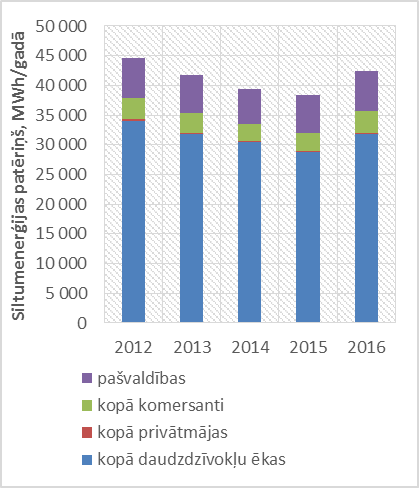 Siltumenerģijas patēriņš, MWh/gadā
50 000
45 000
40 000
35 000
30 000
25 000
20 000
15 000
10 000
5 000
0
2012 2013 2014 2015 2016
pašvaldības
kopā komersanti
kopā privātmājas
kopā daudzdzīvokļu ēkas